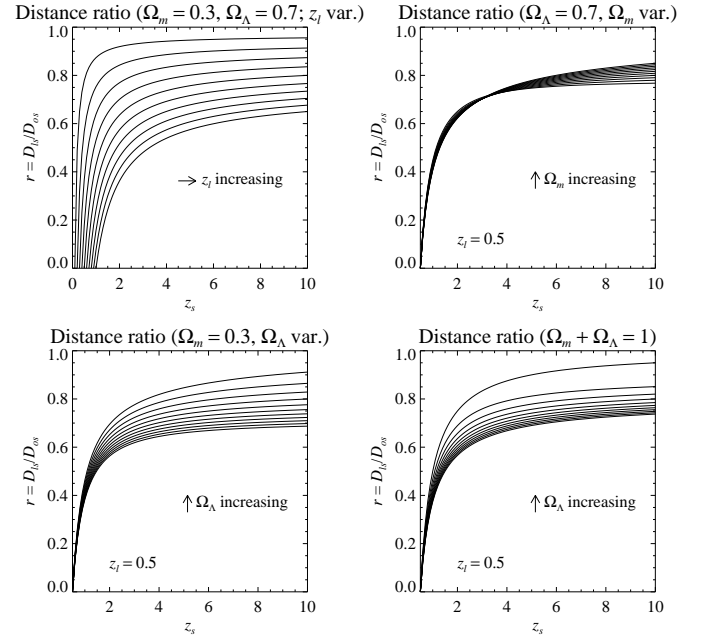 Distance ratio (Ωm = 0.3, ΩΛ = 0.7; zl var.)
1.0
0.8
0.6
0.4
0.2
0.0
r = Dls/Dos
→ zl increasing
0 2 4 6 8 10
zs
Distance ratio (ΩΛ = 0.7, Ωm var.)
1.0
0.8
0.6
0.4
0.2
0.0
r = Dls/Dos
↑ Ωm increasing
zl = 0.5
2 4 6 8 10
zs
Distance ratio (Ωm = 0.3, ΩΛ var.)
1.0
0.8
0.6
0.4
0.2
0.0
r = Dls/Dos
↑ ΩΛ increasing
zl = 0.5
2 4 6 8 10
zs
Distance ratio (Ωm + ΩΛ = 1)
1.0
0.8
0.6
0.4
0.2
0.0
r = Dls/Dos
↑ ΩΛ increasing
zl = 0.5
2 4 6 8 10
zs